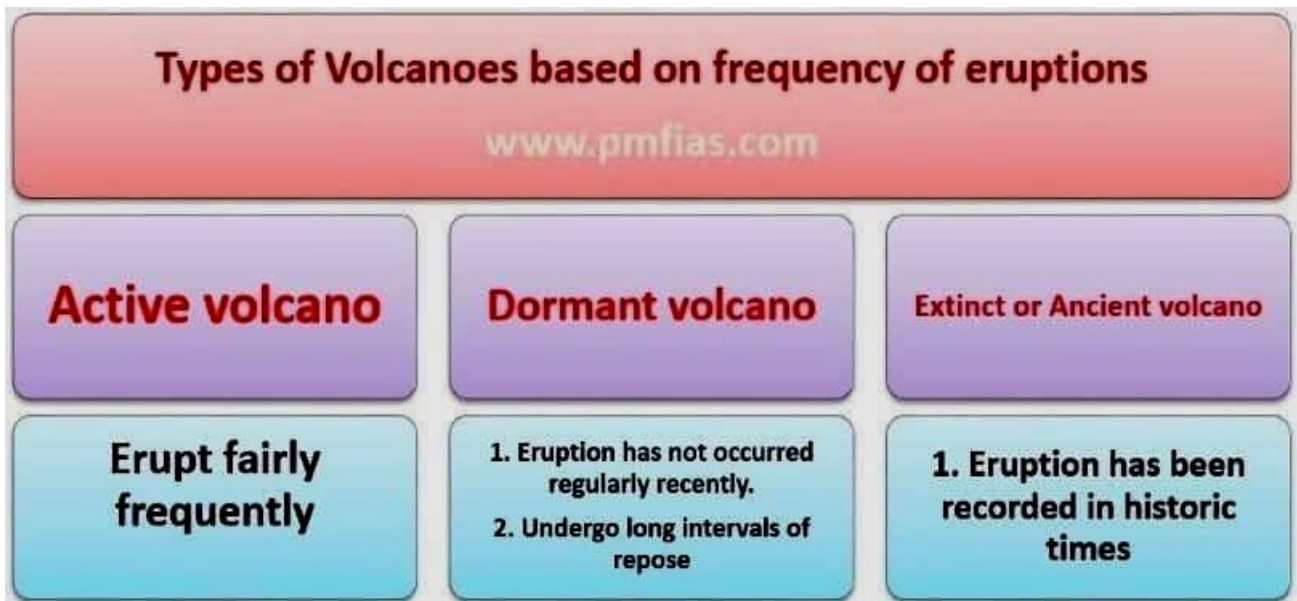 Types of Volcanoes based on frequency of eruptions
www.pmfias.com
Active volcano
Dormant volcano
Extinct or Ancient volcano
Erupt fairly
frequently
1. Eruption has not occurred
regularly recently.
2. Undergo long intervals of
repose
1. Eruption has been
recorded in historic
times